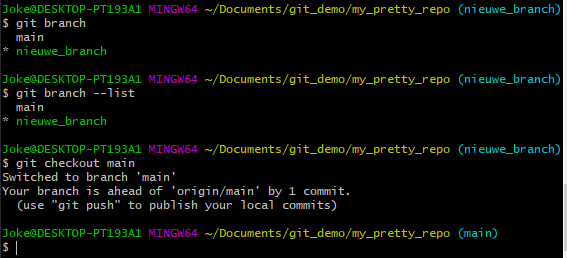 Joke@DESKTOP-PT193A1 MINGW64 ~/Documents/git_demo/my_pretty_repo (nieuwe_branch)
$ git branch
  main
* nieuwe_branch
Joke@DESKTOP-PT193A1 MINGW64 ~/Documents/git_demo/my_pretty_repo (nieuwe_branch)
$ git branch --list
  main
* nieuwe_branch
Joke@DESKTOP-PT193A1 MINGW64 ~/Documents/git_demo/my_pretty_repo (nieuwe_branch)
$ git checkout main
Switched to branch 'main'
Your branch is ahead of 'origin/main' by 1 commit.
  (use "git push" to publish your local commits)
Joke@DESKTOP-PT193A1 MINGW64 ~/Documents/git_demo/my_pretty_repo (main)
$